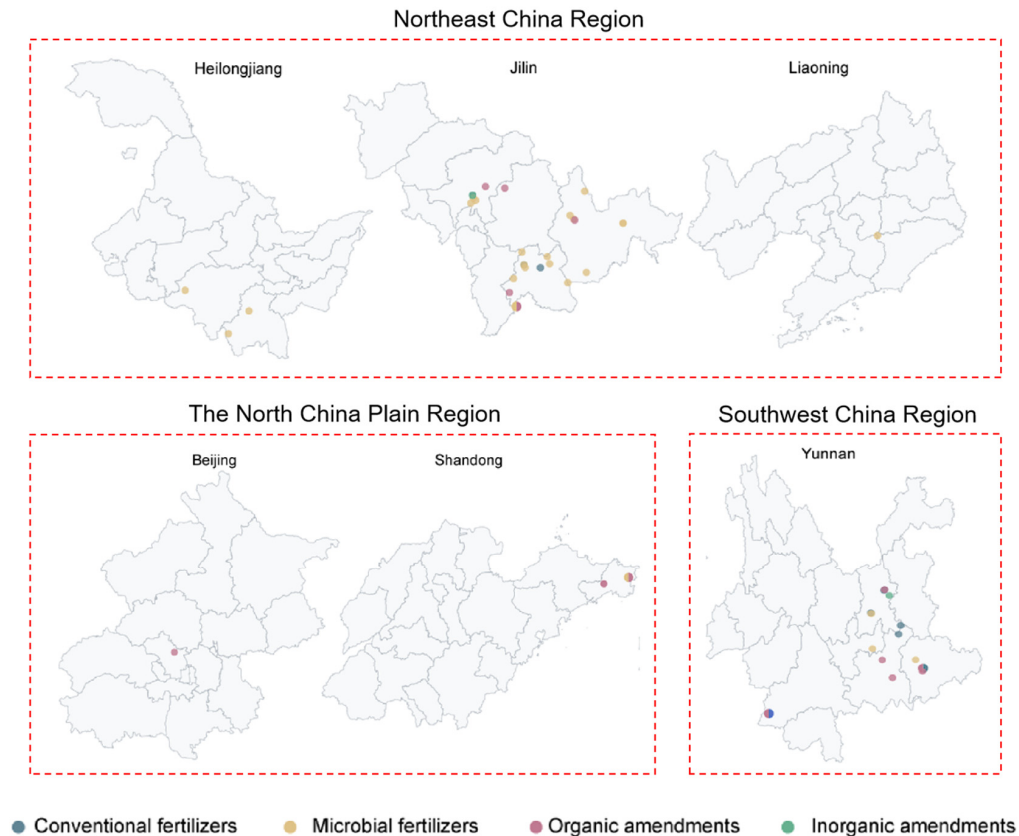 Northeast China Region
Heilongjiang
Jilin
Liaoning
The North China Plain Region
Southwest China Region
Beijing
Shandong
Yunnan
Conventional fertilizers
Microbial fertilizers
Organic amendments
Inorganic amendments